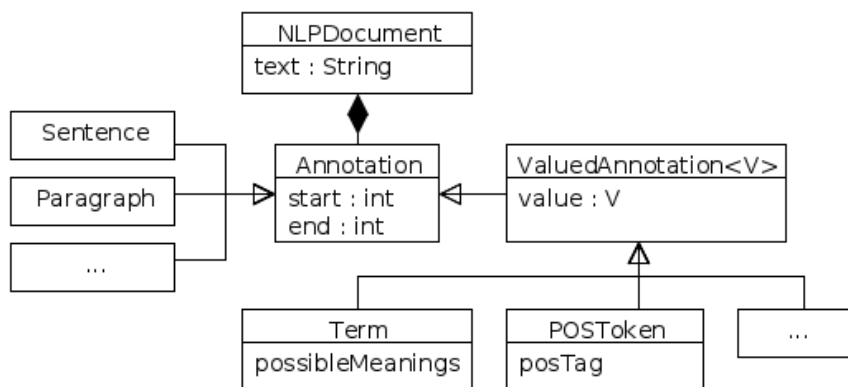 NLPDocument
text : String
Sentence
Paragraph
...
Annotation
start : int
end : int
ValuedAnnotation<V>
value : V
Term
possibleMeanings
POSToken
posTag
...